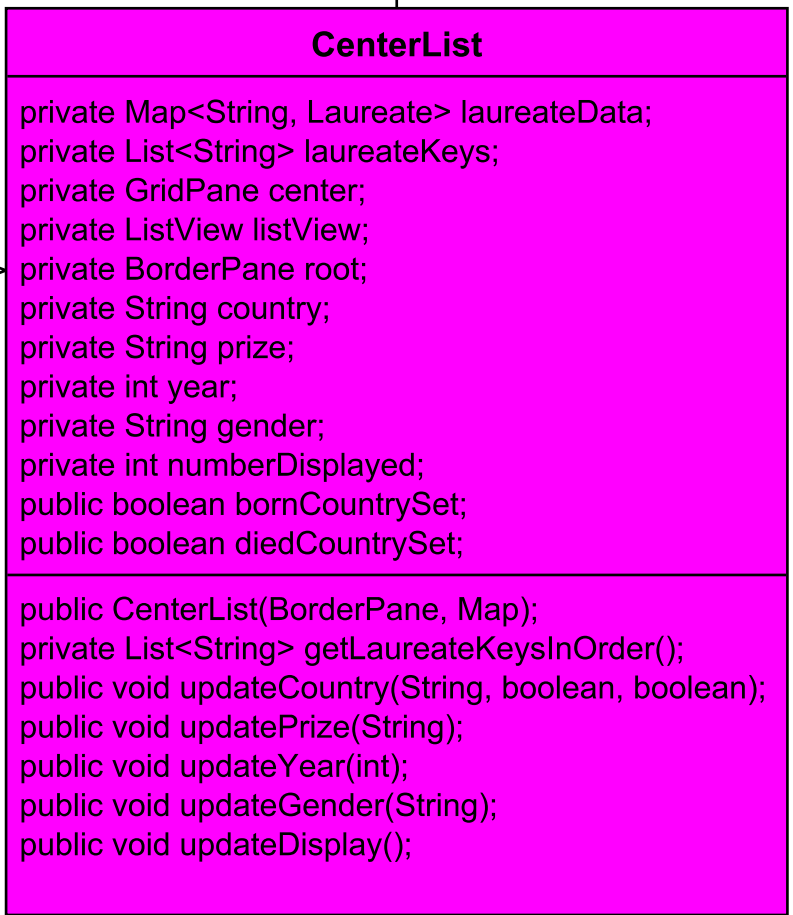 CenterList
private Map<String, Laureate> laureateData;
private List<String> laureateKeys;
private GridPane center;
private ListView listView;
private BorderPane root;
private String country;
private String prize;
private int year;
private String gender;
private int numberDisplayed;
public boolean bornCountrySet;
public boolean diedCountrySet;
public CenterList(BorderPane, Map);
private List<String> getLaureateKeysInOrder();
public void updateCountry(String, boolean, boolean);
public void updatePrize(String);
public void updateYear(int);
public void updateGender(String);
public void updateDisplay();